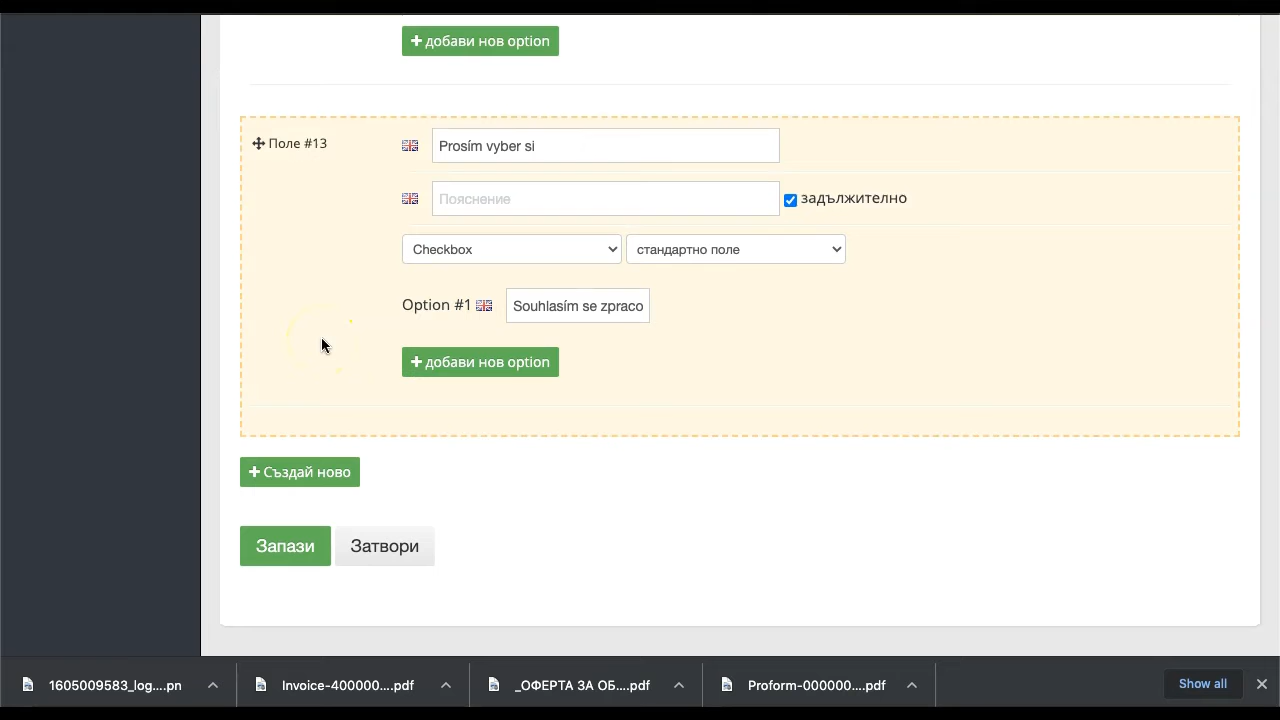 + добави нов option
Поле #13
Prosím vyber si
Пояснение
задължително
Checkbox
стандартно поле
Option #1
Souhlasím se zpraco
+ добави нов option
+ Създай ново
Запази
Затвори
1605009583_log....pn
Invoice-400000....pdf
_ОФЕРТА ЗА ОБ....pdf
Proform-000000....pdf
Show all